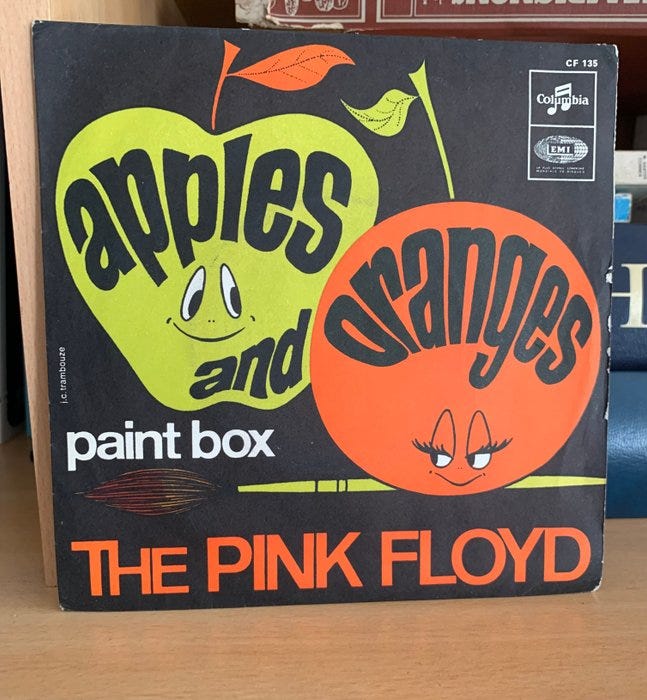 CF 135
Columbia
EMI
apples
and
oranges
j.c. trambouze
paint box
THE PINK FLOYD
H